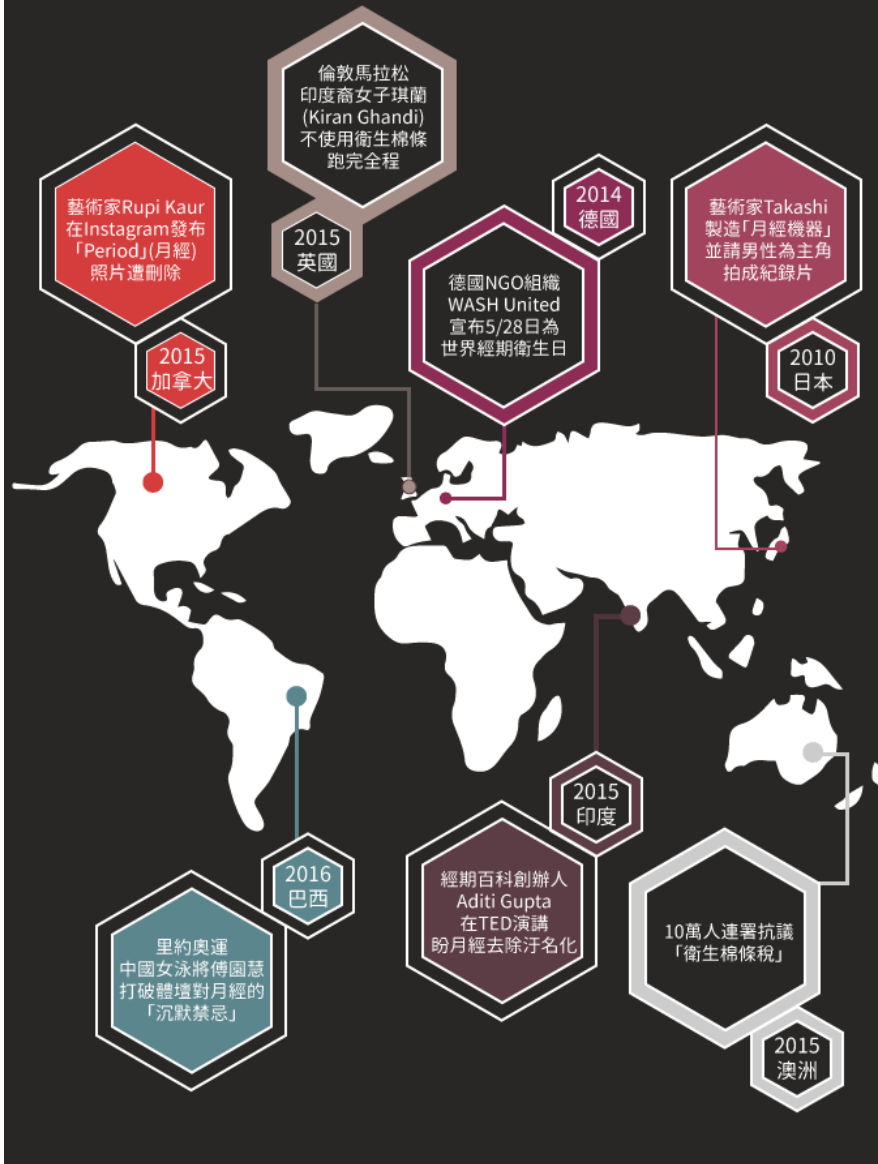 倫敦馬拉松
印度裔女子琪蘭
(Kiran Ghandi)
不使用衛生棉條
跑完全程
2015
英國
藝術家Rupi Kaur
在Instagram發布
「Period」(月經)
照片遭刪除
2015
加拿大
2014
德國
德國NGO組織
WASH United
宣布5/28日為
世界經期衛生日
藝術家Takashi
製造「月經機器」
並請男性為主角
拍成紀錄片
2010
日本
2016
巴西
里約奧運
中國女泳將傅園慧
打破體壇對月經的
「沉默禁忌」
2015
印度
經期百科創辦人
Aditi Gupta
在TED演講
盼月經去除汙名化
10萬人連署抗議
「衛生棉條稅」
2015
澳洲